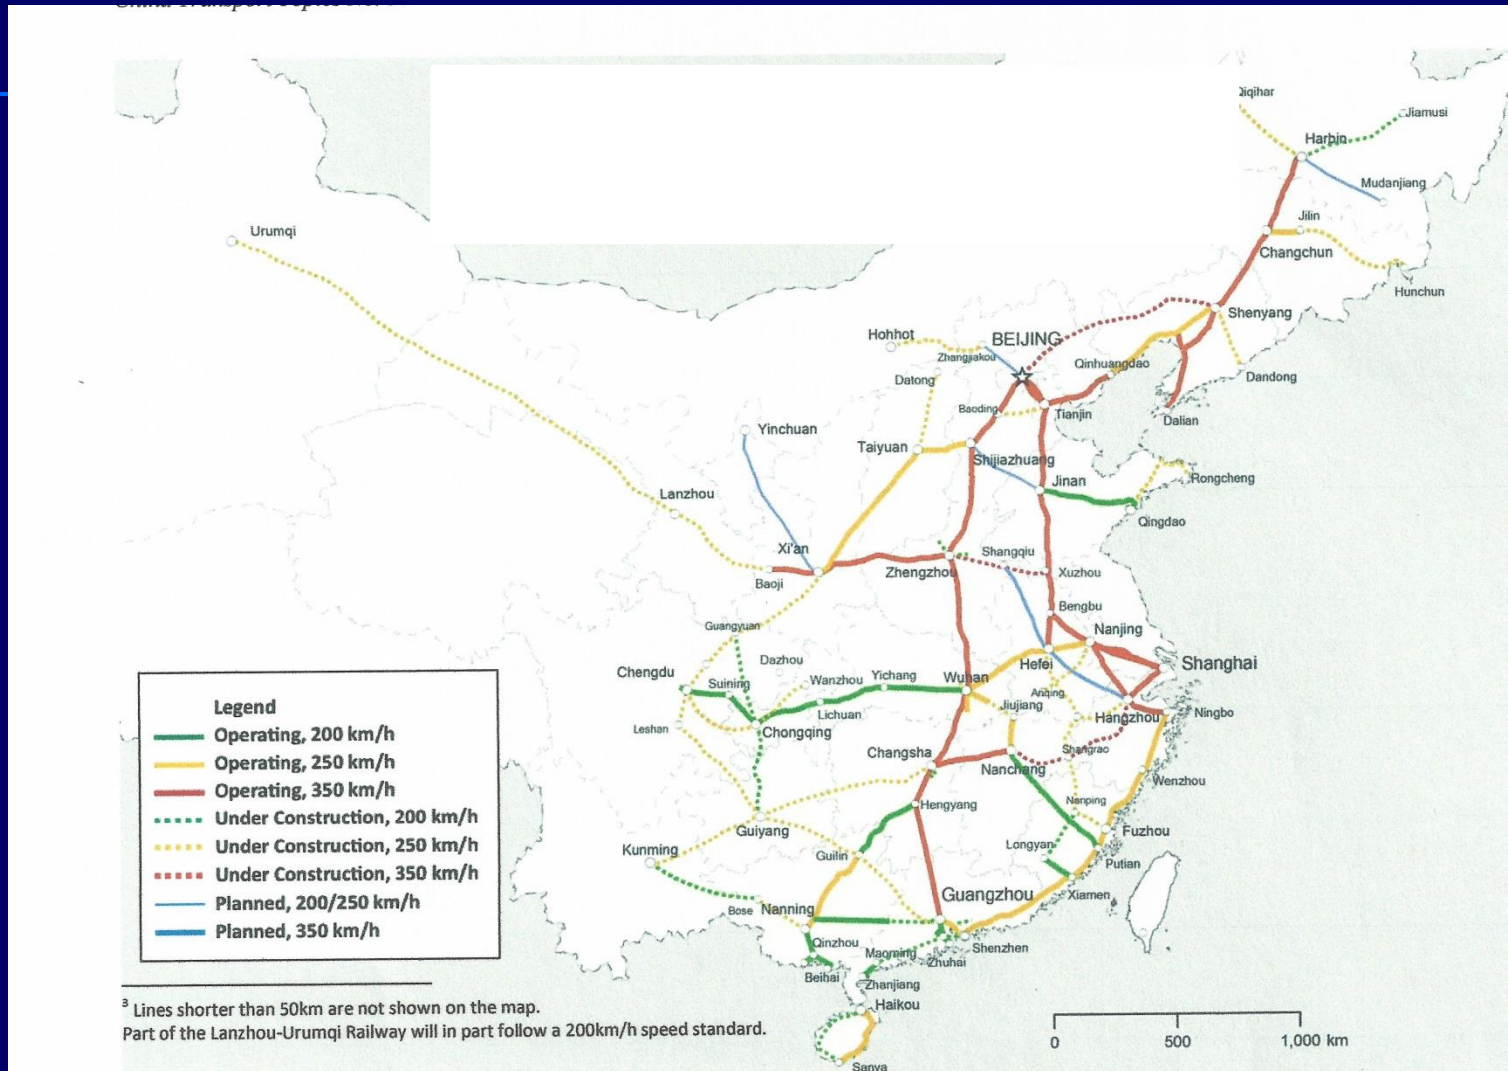 China Transport Topics
Qiqihar
Jiamusi
Harbin
Mudanjiang
Jilin
Urumqi
Changchun
Hunchun
Shenyang
Hohhot
BEIJING
Zhangjiakou
Qinhuangdao
Datong
Dandong
Baoding
Tianjin
Dalian
Yinchuan
Taiyuan
Shijiazhuang
Rongcheng
Jinan
Lanzhou
Qingdao
Xi'an
Shangqiu
Zhengzhou
Xuzhou
Baoji
Bengbu
Guangyuan
Nanjing
Dazhou
Hefei
Shanghai
Chengdu
Suining
Wanzhou
Yichang
Wuhan
Anqing
Jiujiang
Lichuan
Hangzhou
Ningbo
Leshan
Chongqing
Changsha
Shangrao
Nanchang
Wenzhou
Hengyang
Nanping
Guiyang
Fuzhou
Kunming
Guilin
Longyan
Putian
Guangzhou
Xiamen
Bose
Nanning
Qinzhou
Maoming
Shenzhen
Zhuhai
Beihai
Zhanjiang
Haikou
Sanya
Legend
Operating, 200 km/h
Operating, 250 km/h
Operating, 350 km/h
Under Construction, 200 km/h
Under Construction, 250 km/h
Under Construction, 350 km/h
Planned, 200/250 km/h
Planned, 350 km/h
³ Lines shorter than 50km are not shown on the map.
Part of the Lanzhou-Urumqi Railway will in part follow a 200km/h speed standard.
0 500 1,000 km